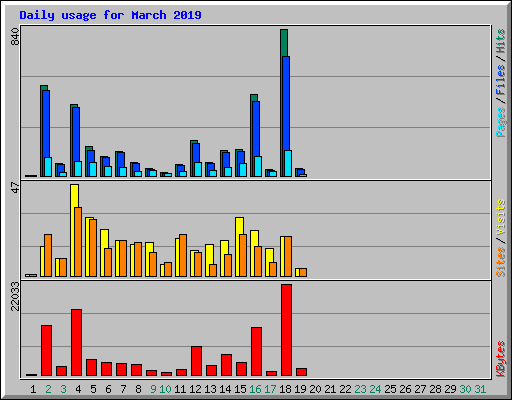 Daily usage for March 2019
840
Pages/Files/Hits
47
Sites/Visits
22033
KBytes
1 2 3 4 5 6 7 8 9 10 11 12 13 14 15 16 17 18 19 20 21 22 23 24 25 26 27 28 29 30 31